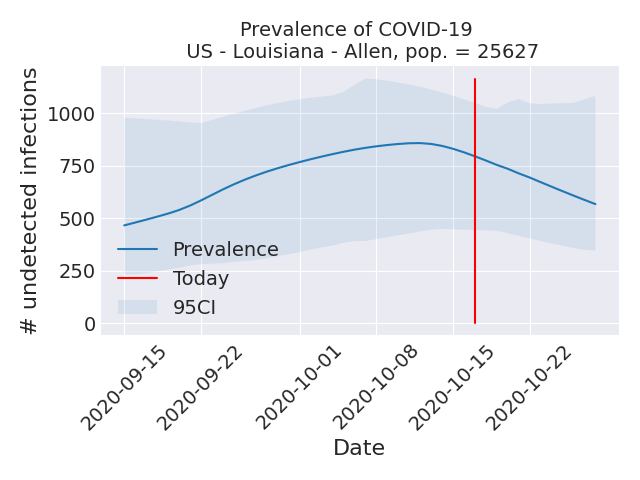 Prevalence of COVID-19
US - Louisiana - Allen, pop. = 25627
# undetected infections
1000
750
500
250
0
Prevalence
Today
95CI
2020-09-15
2020-09-22
2020-10-01
2020-10-08
2020-10-15
2020-10-22
Date